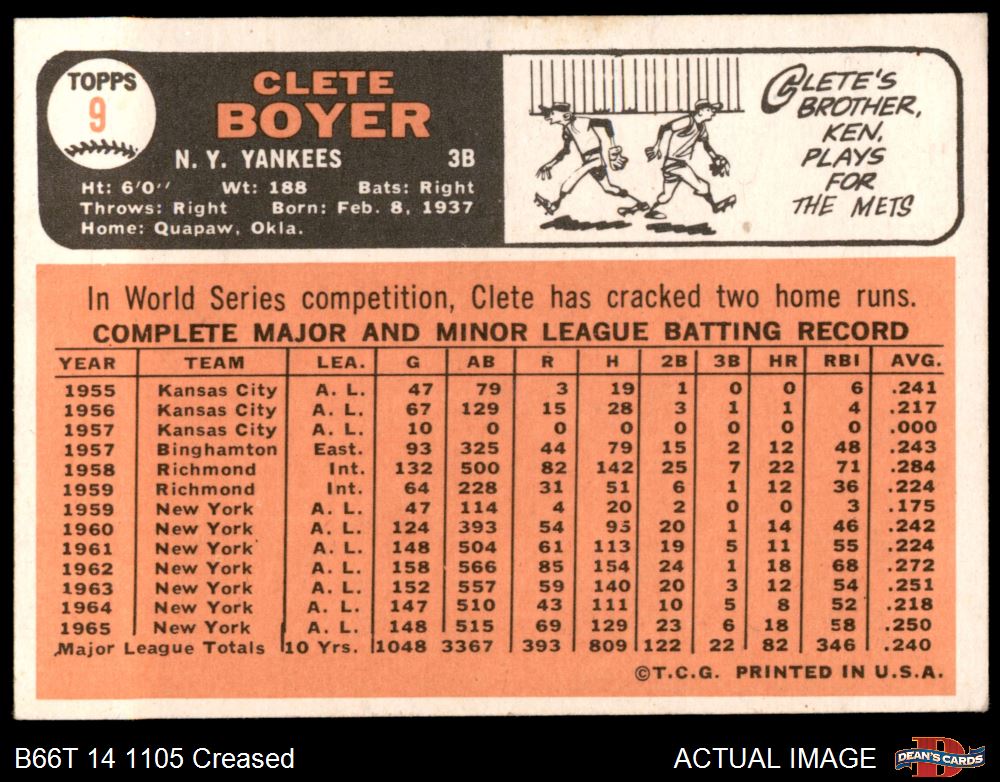 TOPPS
9
CLETE
BOYER
N. Y. YANKEES 3B
Ht: 6'0'' Wt: 188 Bats: Right
Throws: Right Born: Feb. 8, 1937
Home: Quapaw, Okla.
CLETE'S
BROTHER,
KEN,
PLAYS
FOR
THE METS
In World Series competition, Clete has cracked two home runs.
COMPLETE MAJOR AND MINOR LEAGUE BATTING RECORD
YEAR TEAM LEA. G AB R H 2B 3B HR RBI AVG.
1955 Kansas City A. L. 47 79 3 19 1 0 0 6 .241
1956 Kansas City A. L. 67 129 15 28 3 1 1 4 .217
1957 Kansas City A. L. 10 0 0 0 0 0 0 0 .000
1957 Binghamton East. 93 325 44 79 15 2 12 48 .243
1958 Richmond Int. 132 500 82 142 25 7 22 71 .284
1959 Richmond Int. 64 228 31 51 6 1 12 36 .224
1959 New York A. L. 47 114 4 20 2 0 0 3 .175
1960 New York A. L. 124 393 54 95 20 1 14 46 .242
1961 New York A. L. 148 504 61 113 19 5 11 55 .224
1962 New York A. L. 158 566 85 154 24 1 18 68 .272
1963 New York A. L. 152 557 59 140 20 3 12 54 .251
1964 New York A. L. 147 510 43 111 10 5 8 52 .218
1965 New York A. L. 148 515 69 129 23 6 18 58 .250
Major League Totals 10 Yrs. 1048 3367 393 809 122 22 82 346 .240
©T.C.G. PRINTED IN U.S.A.
B66T 14 1105 Creased ACTUAL IMAGE
DEAN'S CARDS